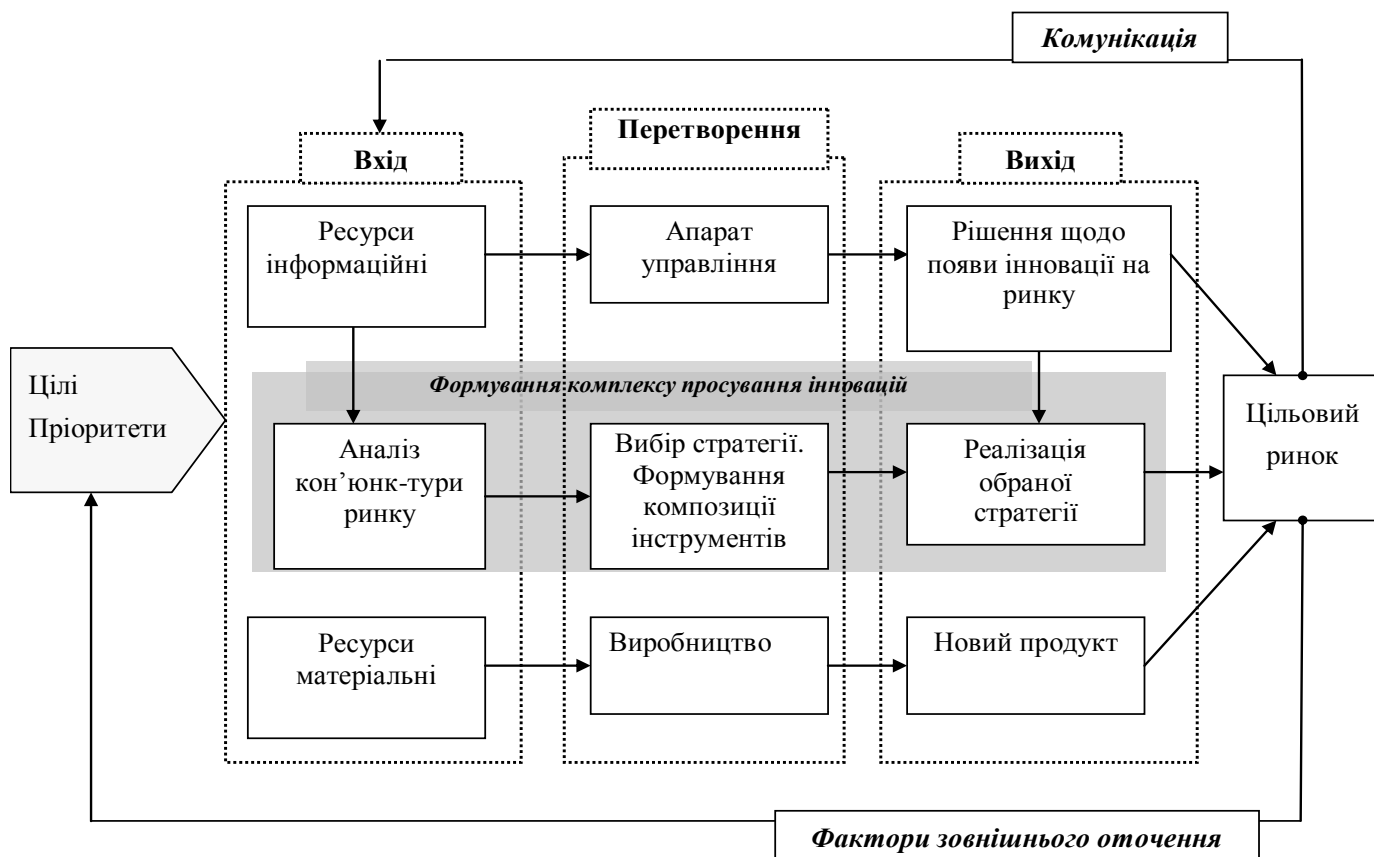 Комунікація
Перетворення
Вхід
Вихід
Ресурси
інформаційні
Апарат
управління
Рішення щодо
появи інновації на
ринку
Цілі
Пріоритети
Формування комплексу просування інновацій
Аналіз
кон’юнк-тури
ринку
Вибір стратегії.
Формування
композиції
інструментів
Реалізація
обраної
стратегії
Цільовий
ринок
Ресурси
матеріальні
Виробництво
Новий продукт
Фактори зовнішнього оточення